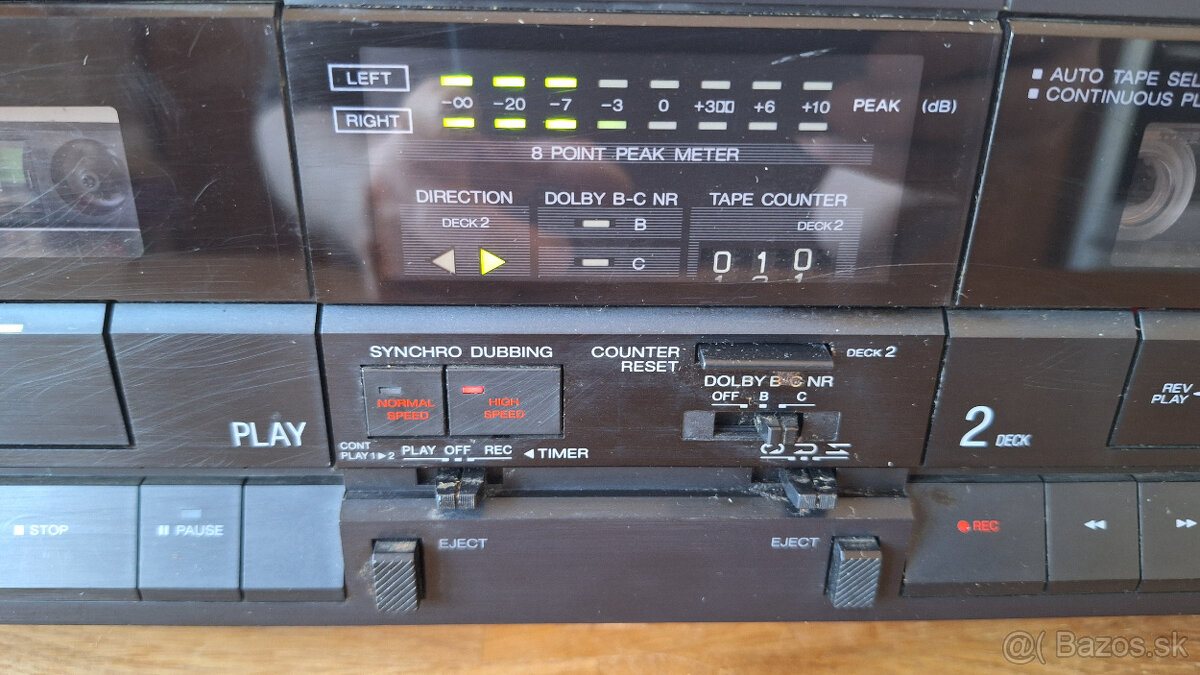 LEFT
-∞ -20 -7 -3 0 +3 +6 +10 PEAK (dB)
RIGHT
8 POINT PEAK METER
AUTO TAPE SEL
CONTINUOUS PL
DIRECTION
DECK 2
DOLBY B-C NR
B
C
TAPE COUNTER
DECK 2
010
SYNCHRO DUBBING
NORMAL
SPEED
HIGH
SPEED
COUNTER
RESET
DECK 2
DOLBY B-C NR
OFF B C
PLAY
CONT
PLAY 1▶2
PLAY OFF REC ◀TIMER
2 DECK
REV
PLAY
STOP
PAUSE
EJECT
EJECT
REC
Bazos.sk